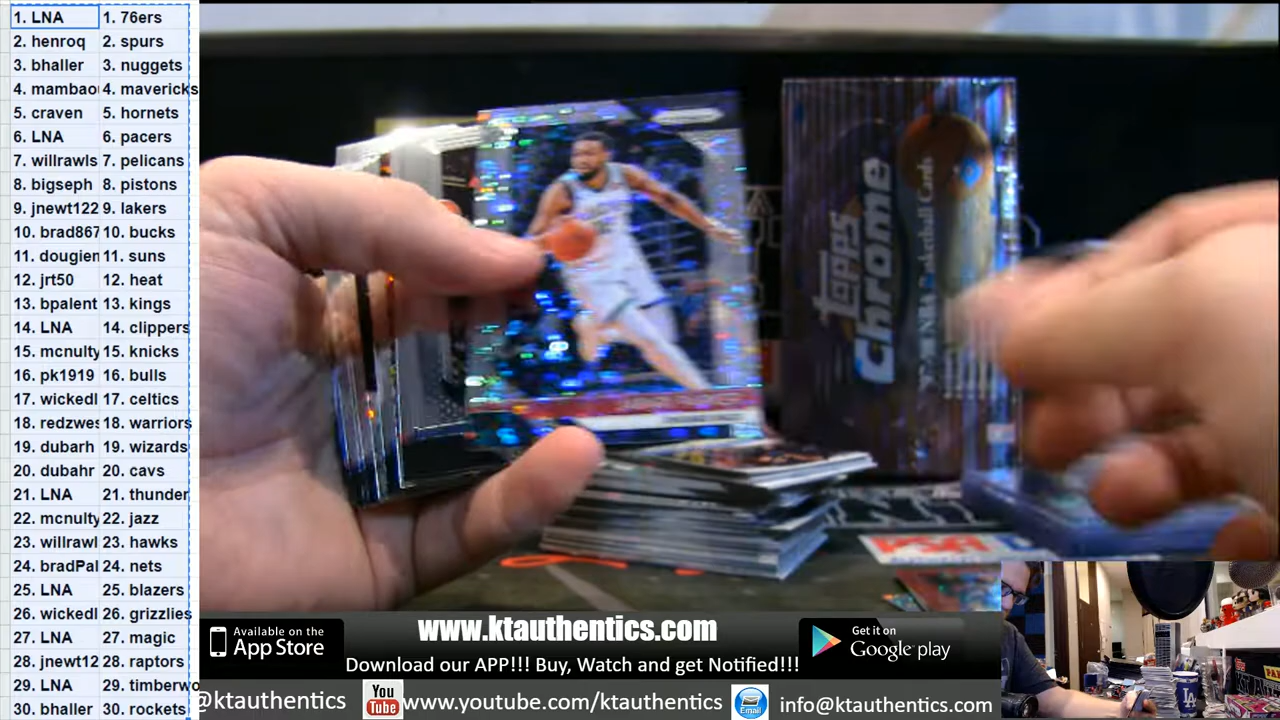 1. LNA 1. 76ers
2. henroq 2. spurs
3. bhaller 3. nuggets
4. mambaou 4. mavericks
5. craven 5. hornets
6. LNA 6. pacers
7. willrawls 7. pelicans
8. bigseph 8. pistons
9. jnewt122 9. lakers
10. brad867 10. bucks
11. dougien 11. suns
12. jrt50 12. heat
13. bpalent 13. kings
14. LNA 14. clippers
15. mcnulty 15. knicks
16. pk1919 16. bulls
17. wickedl 17. celtics
18. redzwes 18. warriors
19. dubarh 19. wizards
20. dubahr 20. cavs
21. LNA 21. thunder
22. mcnulty 22. jazz
23. willrawl 23. hawks
24. bradPal 24. nets
25. LNA 25. blazers
26. wickedl 26. grizzlies
27. LNA 27. magic
28. jnewt12 28. raptors
29. LNA 29. timberwo
30. bhaller 30. rockets
Topps
Chrome
NBA Basketball Cards
PSA
LA
Available on the
App Store
www.ktauthentics.com
Download our APP!!! Buy, Watch and get Notified!!!
Get it on
Google play
@ktauthentics
You
Tube
www.youtube.com/ktauthentics
Email
info@ktauthentics.com